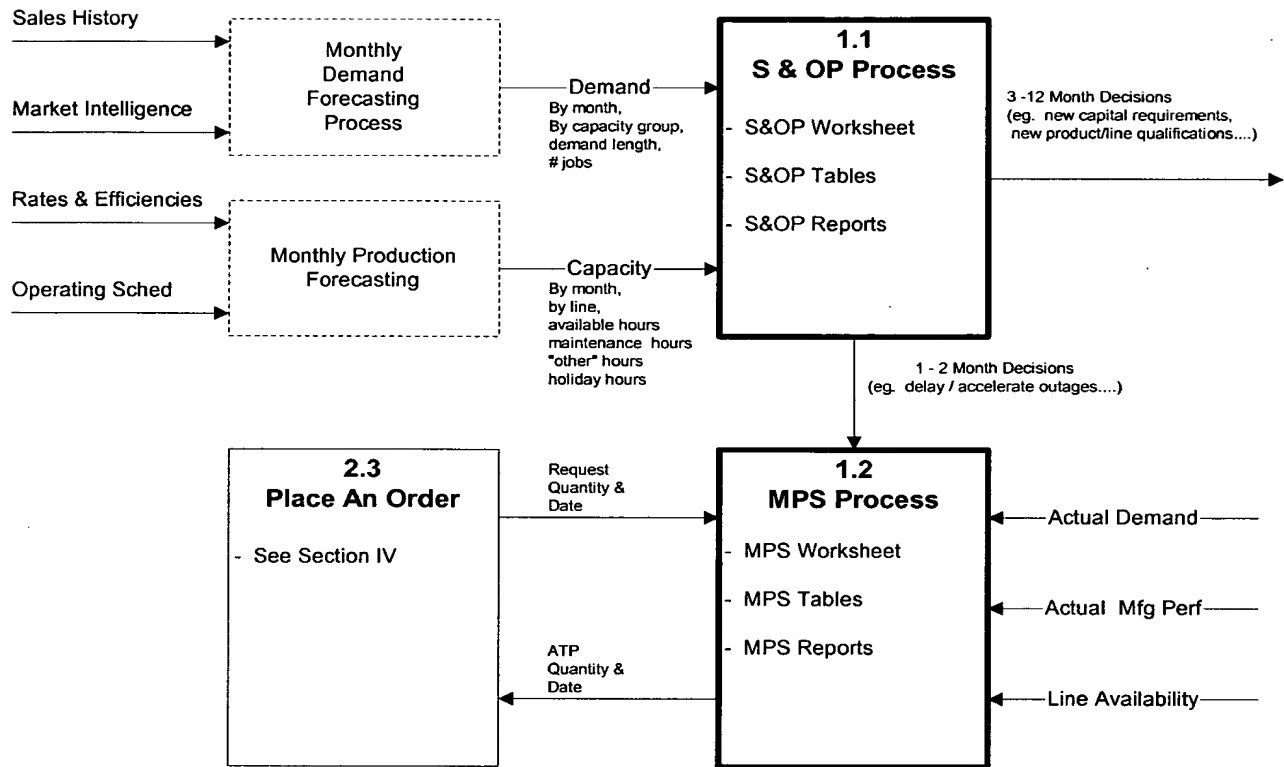 Sales History
Market Intelligence
Rates & Efficiencies
Operating Sched
Monthly
Demand
Forecasting
Process
Monthly Production
Forecasting
Demand
By month,
By capacity group,
demand length,
# jobs
Capacity
By month,
by line,
available hours
maintenance hours
"other" hours
holiday hours
1.1
S & OP Process
- S&OP Worksheet
- S&OP Tables
- S&OP Reports
3 -12 Month Decisions
(eg. new capital requirements,
new product/line qualifications....)
1 - 2 Month Decisions
(eg. delay / accelerate outages....)
2.3
Place An Order
- See Section IV
Request
Quantity &
Date
ATP
Quantity &
Date
1.2
MPS Process
- MPS Worksheet
- MPS Tables
- MPS Reports
Actual Demand
Actual Mfg Perf
Line Availability